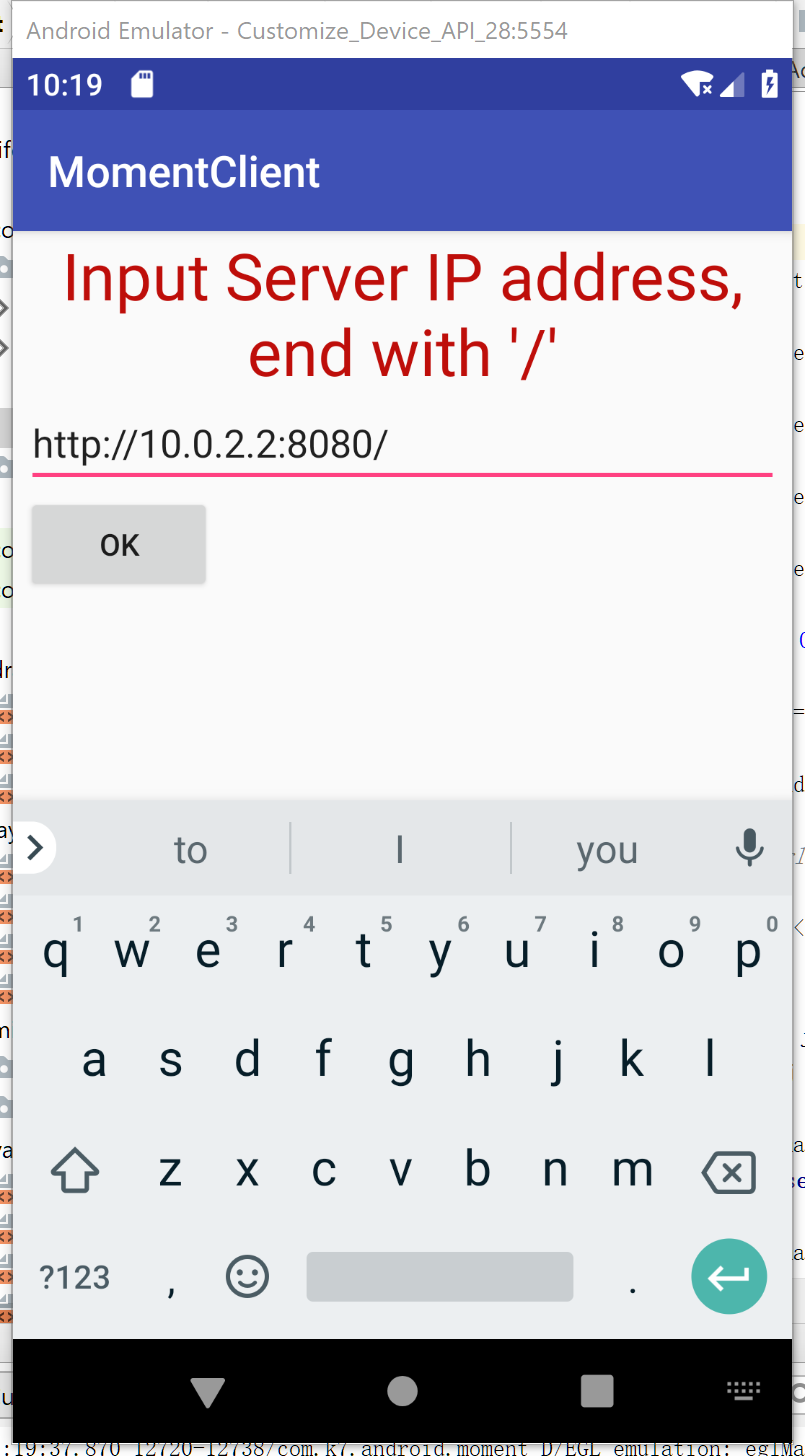 Android Emulator - Customize_Device_API_28:5554
10:19
MomentClient
Input Server IP address,
end with '/'
http://10.0.2.2:8080/
OK
to I you
q1 w2 e3 r4 t5 y6 u7 i8 o9 p0
a s d f g h j k l
z x c v b n m
?123 , .
:19:37.870 12720-12738/com.k7.android.moment D/EGL_emulation: eglMa